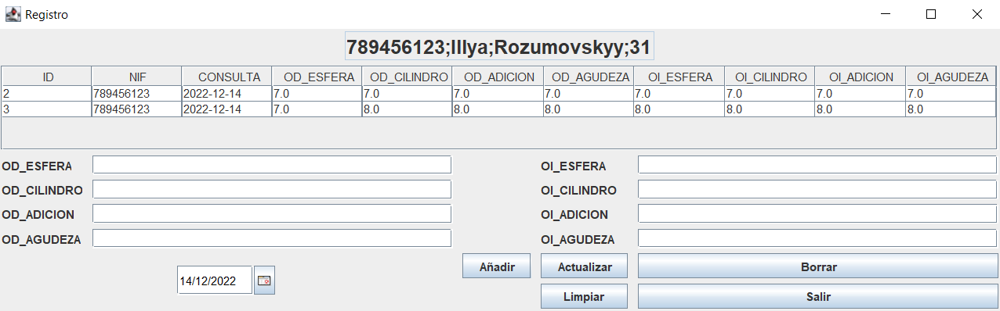 Registro
789456123;Illya;Rozumovskyy;31
ID NIF CONSULTA OD_ESFERA OD_CILINDRO OD_ADICION OD_AGUDEZA OI_ESFERA OI_CILINDRO OI_ADICION OI_AGUDEZA
2 789456123 2022-12-14 7.0 7.0 7.0 7.0 7.0 7.0 7.0 7.0
3 789456123 2022-12-14 7.0 8.0 8.0 8.0 8.0 8.0 8.0 8.0
OD_ESFERA OI_ESFERA
OD_CILINDRO OI_CILINDRO
OD_ADICION OI_ADICION
OD_AGUDEZA OI_AGUDEZA
Añadir Actualizar Borrar
14/12/2022
Limpiar Salir